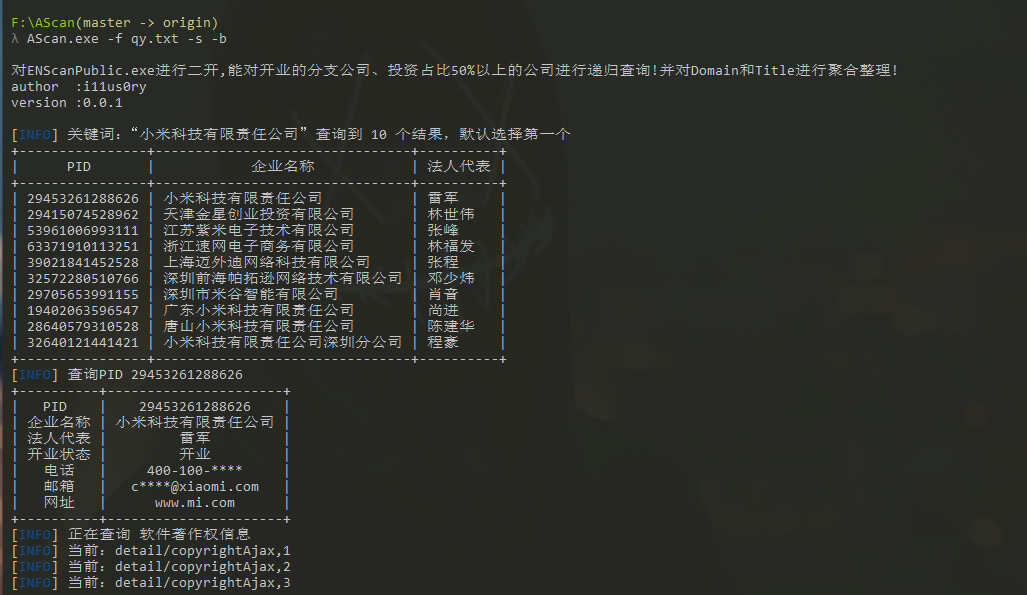 F:\AScan(master -> origin)
λ AScan.exe -f qy.txt -s -b
对ENScanPublic.exe进行二开,能对开业的分支公司、投资占比50%以上的公司进行递归查询!并对Domain和Title进行聚合整理!
author  :i11us0ry
version :0.0.1
[INFO] 关键词：“小米科技有限责任公司”查询到 10 个结果，默认选择第一个
+----------------+--------------------------------+----------+
| PID | 企业名称 | 法人代表 |
+----------------+--------------------------------+----------+
| 29453261288626 | 小米科技有限责任公司 | 雷军 |
| 29415074528962 | 天津金星创业投资有限公司 | 林世伟 |
| 53961006993111 | 江苏紫米电子技术有限公司 | 张峰 |
| 63371910113251 | 浙江速网电子商务有限公司 | 林福发 |
| 39021841452528 | 上海迈外迪网络科技有限公司 | 张程 |
| 32572280510766 | 深圳前海帕拓逊网络技术有限公司 | 邓少炜 |
| 29705653991155 | 深圳市米谷智能有限公司 | 肖音 |
| 19402063596547 | 广东小米科技有限公司 | 尚进 |
| 28640579310528 | 唐山小米科技有限公司 | 陈建华 |
| 32640121441421 | 小米科技有限责任公司深圳分公司 | 程豪 |
+----------------+--------------------------------+----------+
[INFO] 查询PID 29453261288626
+----------+----------------------+
| PID | 29453261288626 |
| 企业名称 | 小米科技有限责任公司 |
| 法人代表 | 雷军 |
| 开业状态 | 开业 |
| 电话 | 400-100-**** |
| 邮箱 | c****@xiaomi.com |
| 网址 | www.mi.com |
+----------+----------------------+
[INFO] 正在查询 软件著作权信息
[INFO] 当前：detail/copyrightAjax,1
[INFO] 当前：detail/copyrightAjax,2
[INFO] 当前：detail/copyrightAjax,3